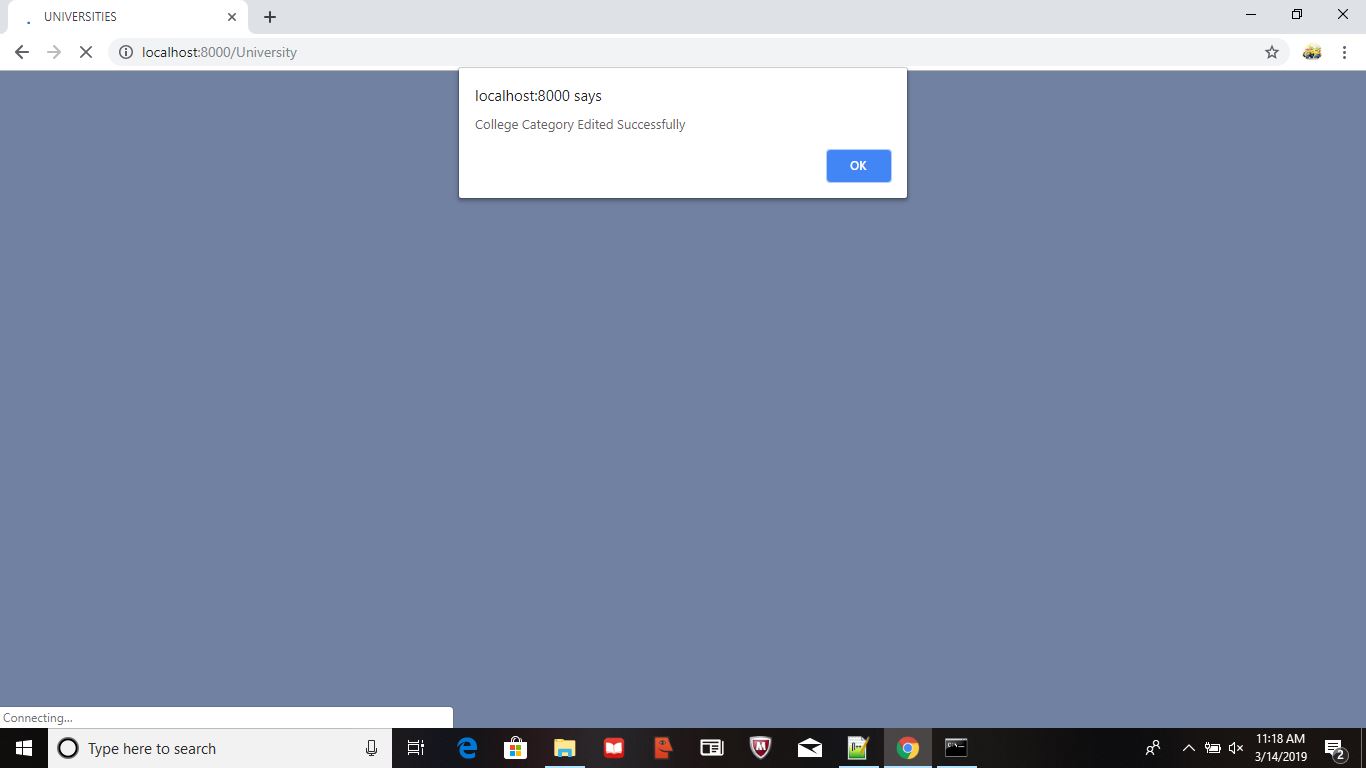 UNIVERSITIES
localhost:8000/University
localhost:8000 says
College Category Edited Successfully
OK
Connecting...
Type here to search
11:18 AM
3/14/2019
2